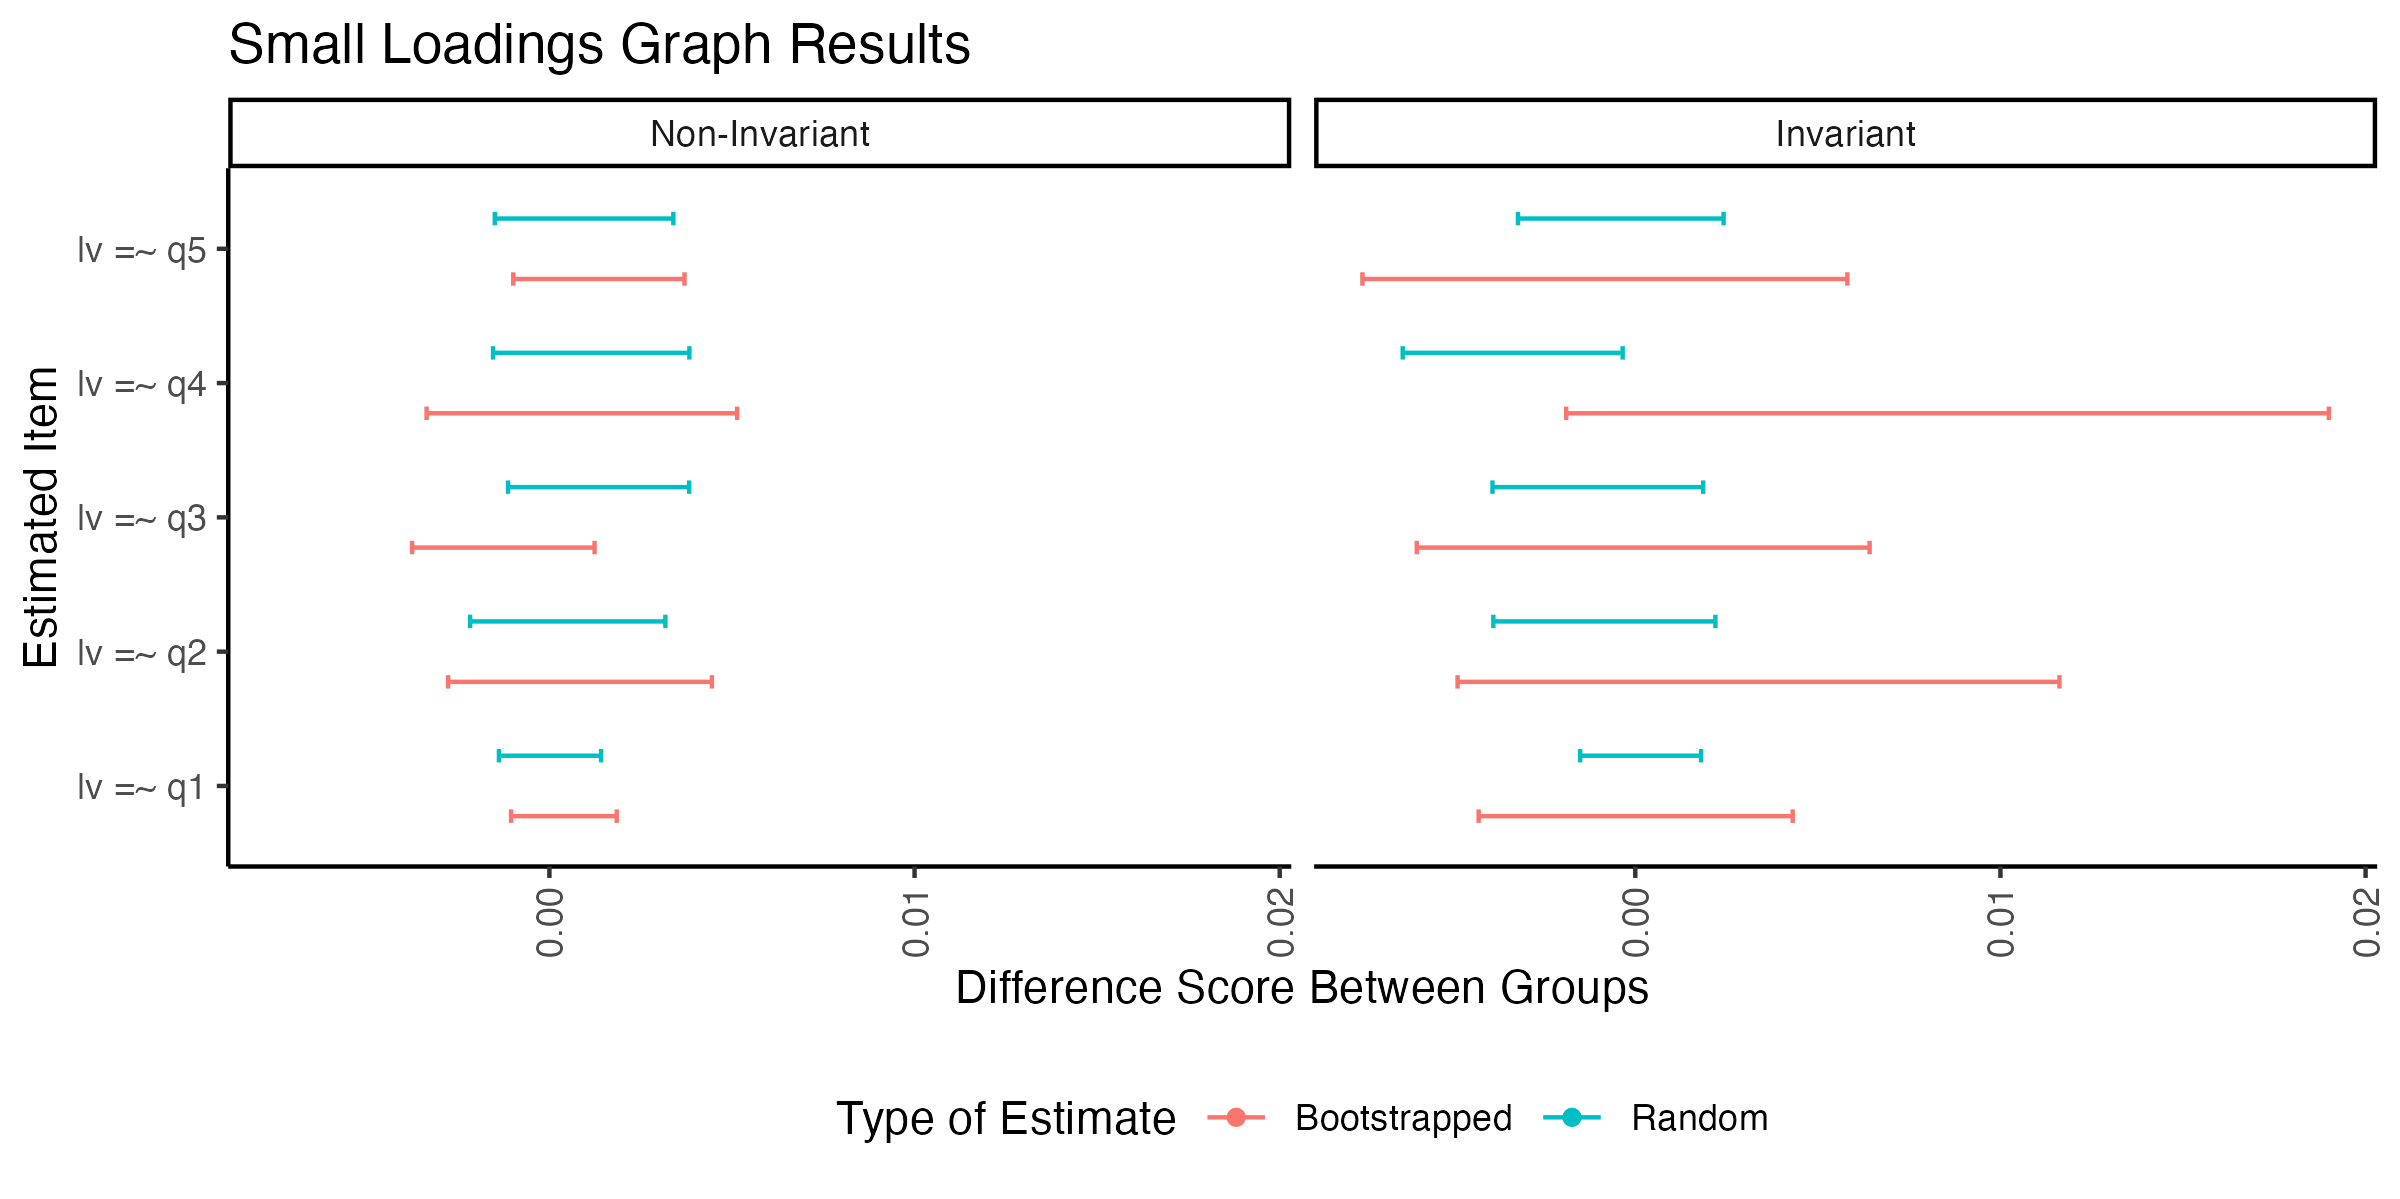 Small Loadings Graph Results
Non-Invariant
Invariant
Estimated Item
lv =~ q5
lv =~ q4
lv =~ q3
lv =~ q2
lv =~ q1
0.00
0.01
0.02
0.00
0.01
0.02
Difference Score Between Groups
Type of Estimate
Bootstrapped
Random